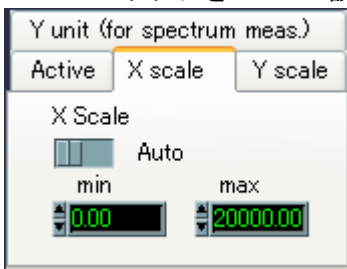 Y unit (for spectrum meas.)
Active X scale Y scale
X Scale
Auto
min max
0.00 20000.00